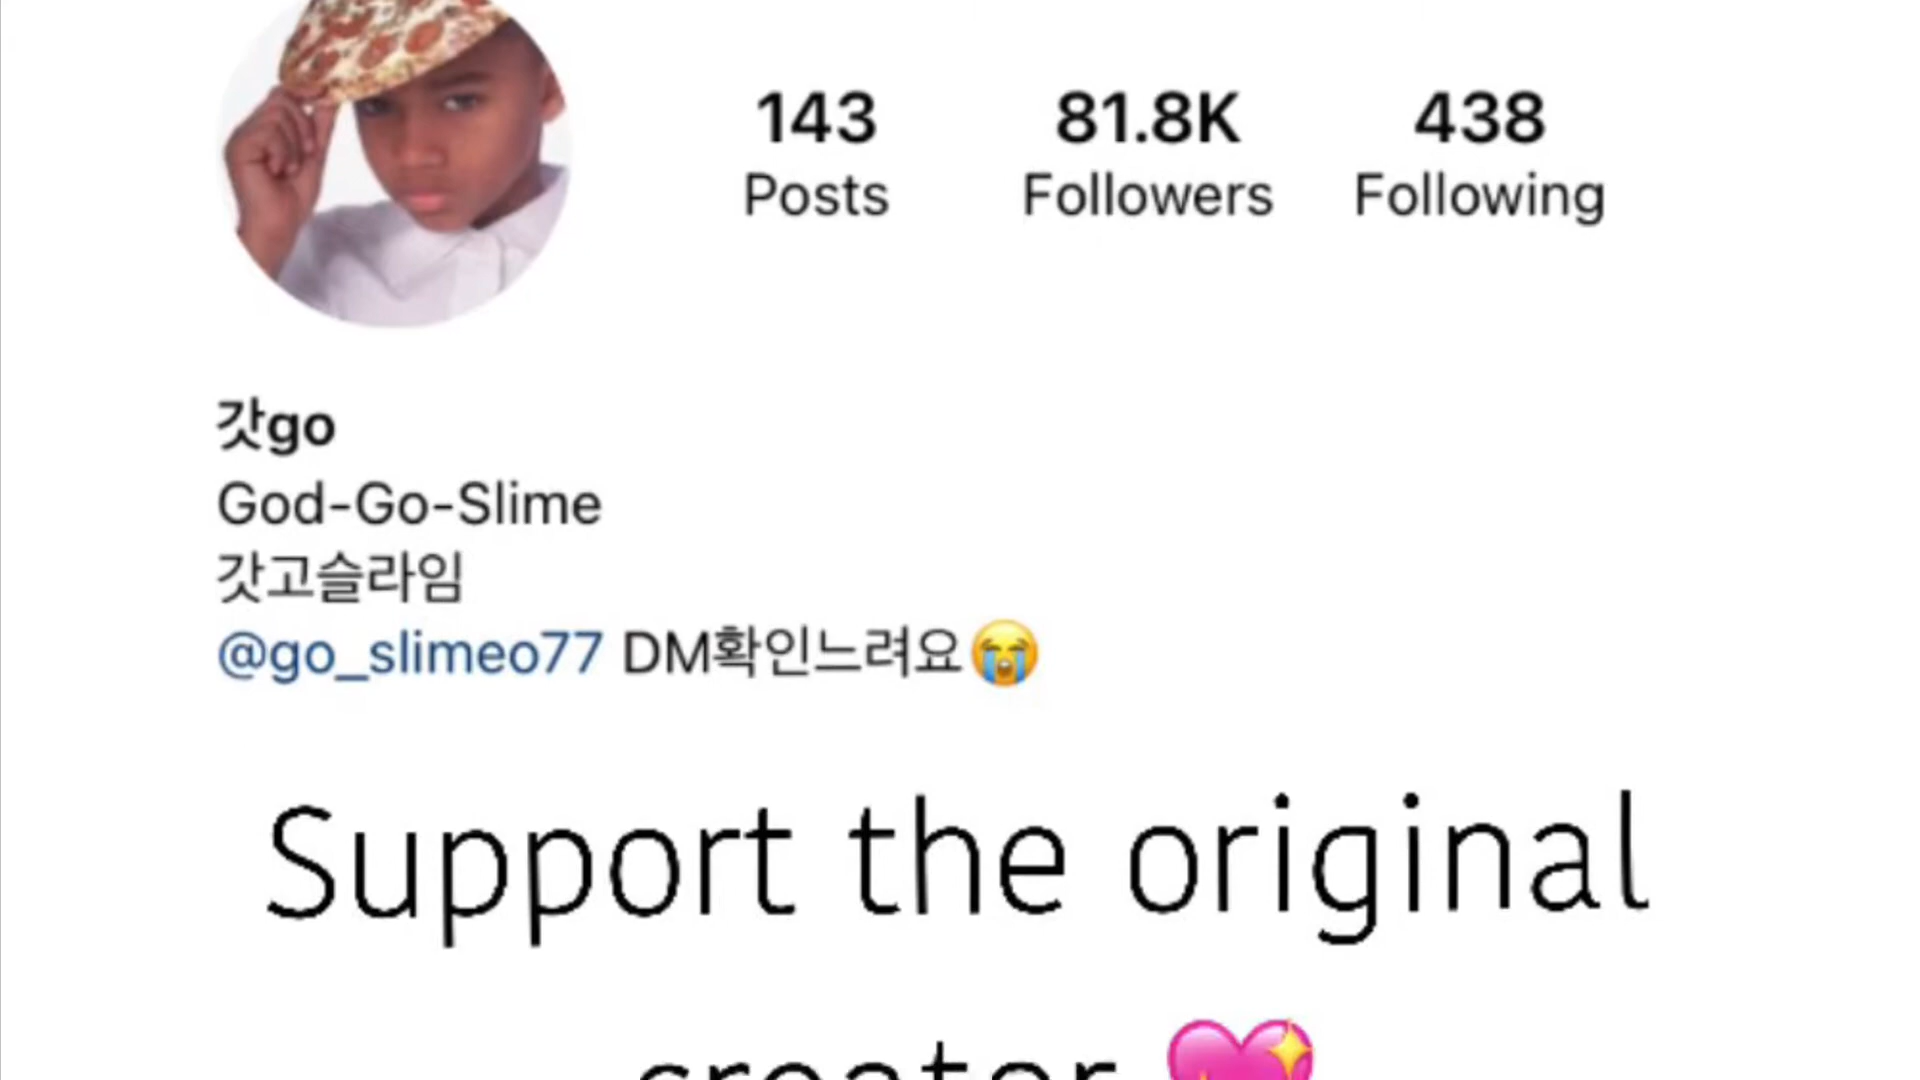 143 81.8K 438
Posts Followers Following
갓go
God-Go-Slime
갓고슬라임
@go_slimeo77 DM확인느려요😭
Support the original
creator 💖